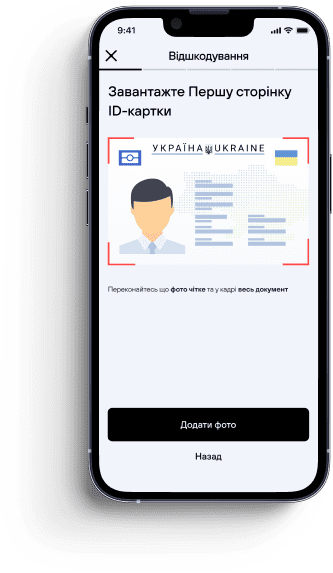 9:41
Відшкодування
Завантажте Першу сторінку
ID-картки
УКРАЇНА UKRAINE
Переконайтесь що фото чітке та у кадрі весь документ
Додати фото
Назад